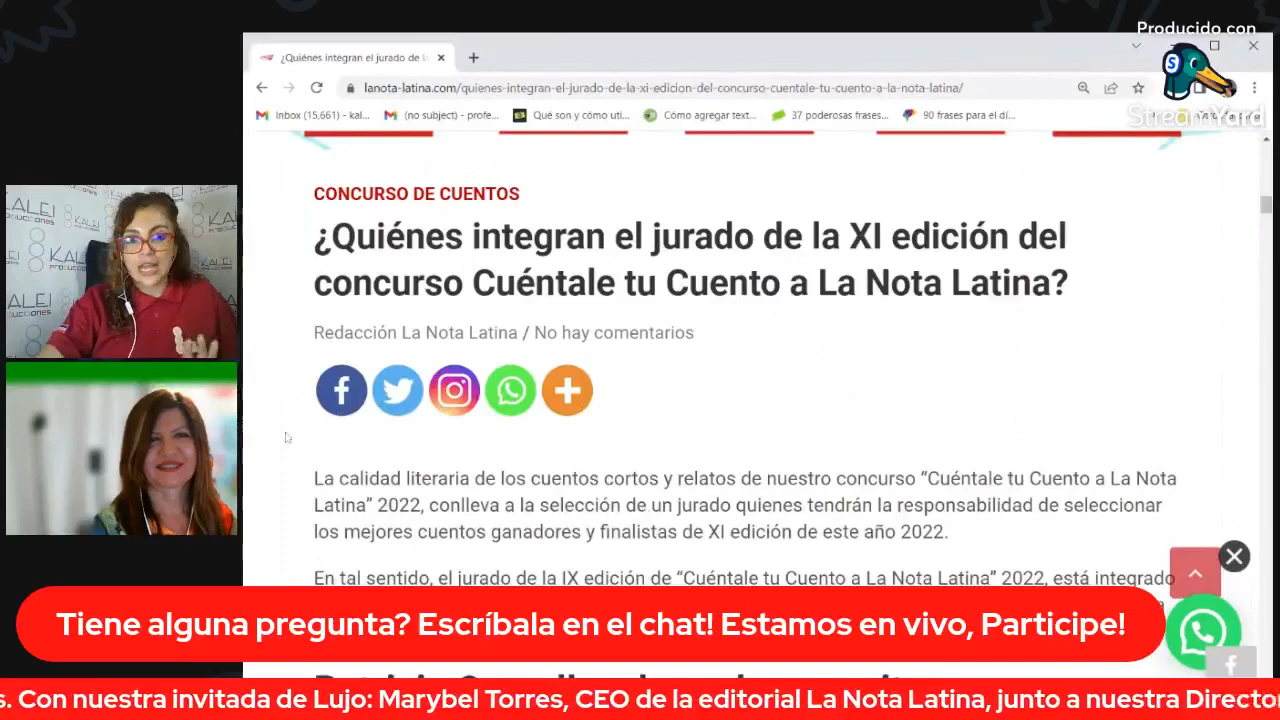 Producido con
StreamYard
¿Quiénes integran el jurado de l
lanota-latina.com/quienes-integran-el-jurado-de-la-xi-edicion-del-concurso-cuentale-tu-cuento-a-la-nota-latina/
Inbox (15,661) - kal... (no subject) - profe... Qué son y cómo uti... Cómo agregar text... 37 poderosas frases... 90 frases para el dí...
CONCURSO DE CUENTOS
¿Quiénes integran el jurado de la XI edición del
concurso Cuéntale tu Cuento a La Nota Latina?
Redacción La Nota Latina / No hay comentarios
La calidad literaria de los cuentos cortos y relatos de nuestro concurso “Cuéntale tu Cuento a La Nota
Latina” 2022, conlleva a la selección de un jurado quienes tendrán la responsabilidad de seleccionar
los mejores cuentos ganadores y finalistas de XI edición de este año 2022.
En tal sentido, el jurado de la IX edición de “Cuéntale tu Cuento a La Nota Latina” 2022, está integrado
KALEI
producciones
Tiene alguna pregunta? Escríbala en el chat! Estamos en vivo, Participe!
s. Con nuestra invitada de Lujo: Marybel Torres, CEO de la editorial La Nota Latina, junto a nuestra Director